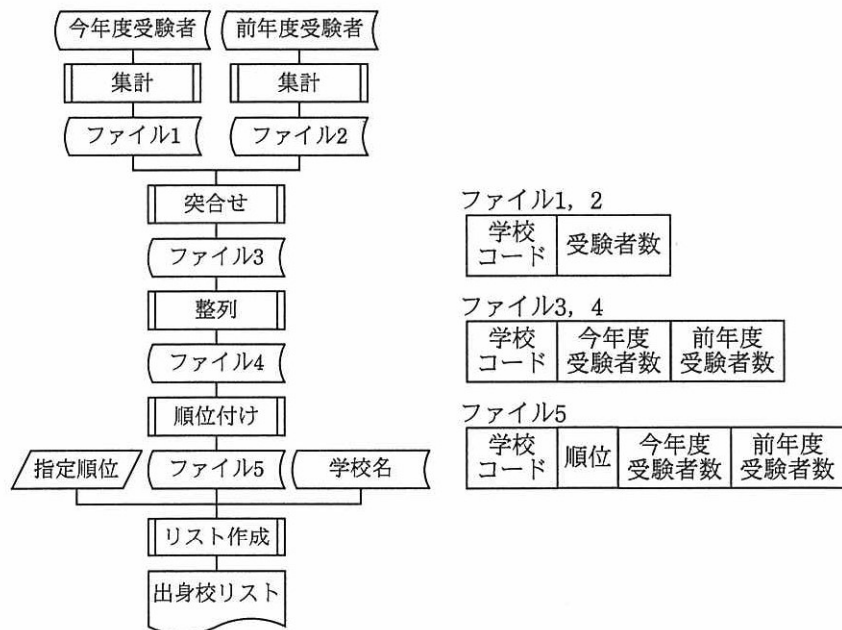 今年度受験者 前年度受験者
集計 集計
ファイル1 ファイル2
突合せ
ファイル3
整列
ファイル4
順位付け
指定順位 ファイル5 学校名
リスト作成
出身校リスト
ファイル1, 2
学校
コード
受験者数
ファイル3, 4
学校
コード
今年度
受験者数
前年度
受験者数
ファイル5
学校
コード
順位
今年度
受験者数
前年度
受験者数